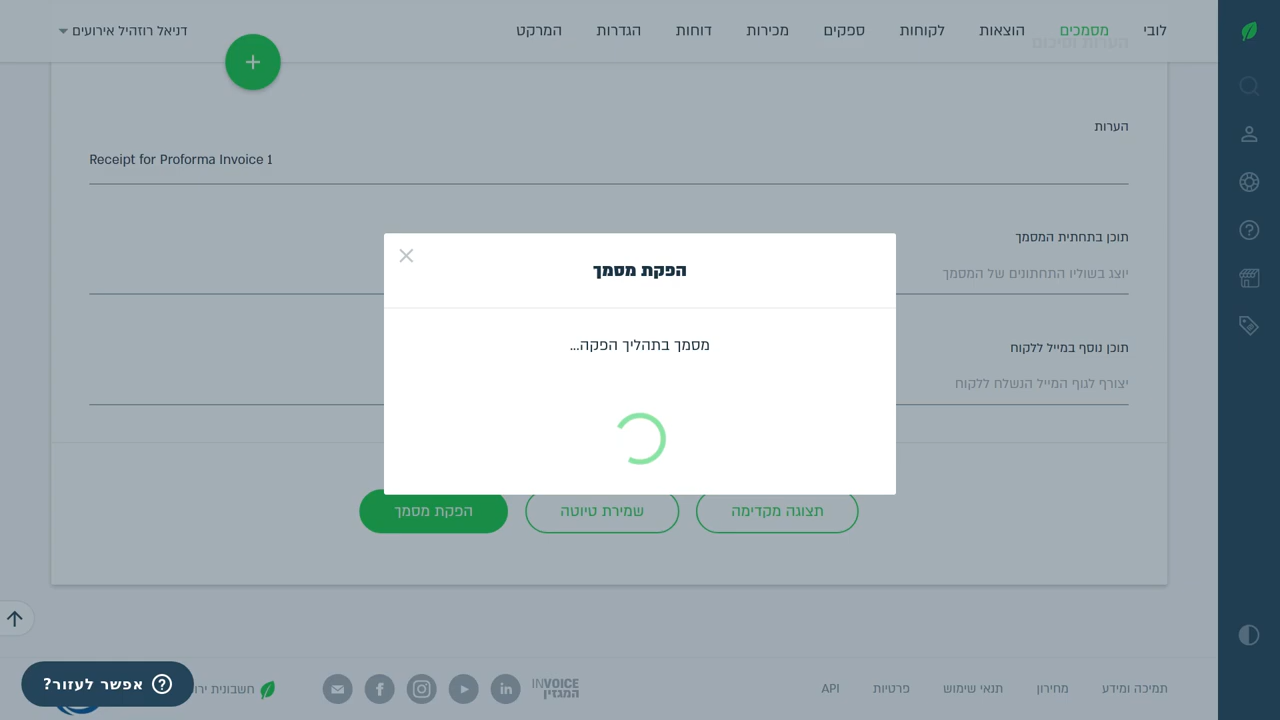 לובי
מסמכים
הוצאות
לקוחות
ספקים
מכירות
דוחות
הגדרות
המרקט
דניאל רוזהיל אירועים
הערות וסיכום
הערות
Receipt for Proforma Invoice 1
תוכן בתחתית המסמך
יוצג בשוליו התחתונים של המסמך
תוכן נוסף במייל ללקוח
יצורף לגוף המייל הנשלח ללקוח
הפקת מסמך
מסמך בתהליך הפקה...
תצוגה מקדימה
שמירת טיוטה
הפקת מסמך
תמיכה ומידע
מחירון
תנאי שימוש
פרטיות
API
INVOICE
המגזין
חשבונית
אפשר לעזור?